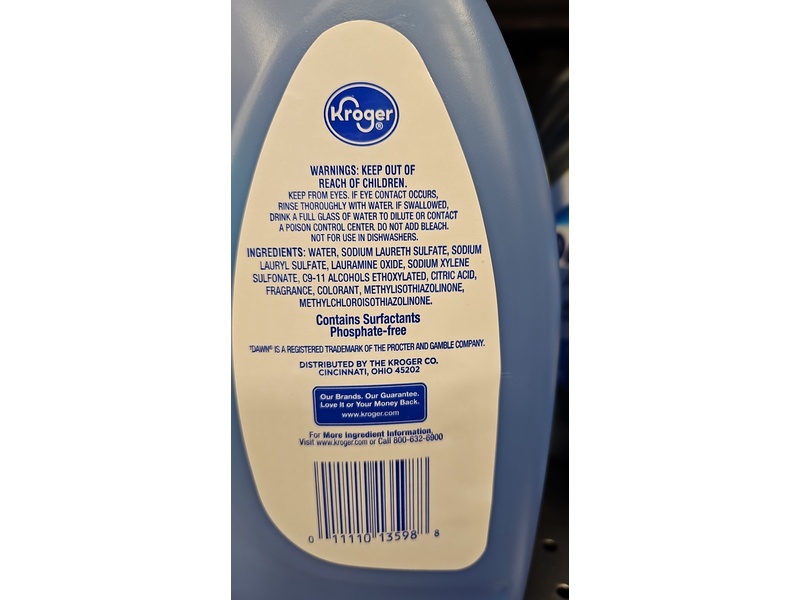 Kroger®
WARNINGS: KEEP OUT OF
REACH OF CHILDREN.
KEEP FROM EYES. IF EYE CONTACT OCCURS,
RINSE THOROUGHLY WITH WATER. IF SWALLOWED,
DRINK A FULL GLASS OF WATER TO DILUTE OR CONTACT
A POISON CONTROL CENTER. DO NOT ADD BLEACH.
NOT FOR USE IN DISHWASHERS.
INGREDIENTS: WATER, SODIUM LAURETH SULFATE, SODIUM
LAURYL SULFATE, LAURAMINE OXIDE, SODIUM XYLENE
SULFONATE, C9-11 ALCOHOLS ETHOXYLATED, CITRIC ACID,
FRAGRANCE, COLORANT, METHYLISOTHIAZOLINONE,
METHYLCHLOROISOTHIAZOLINONE.
Contains Surfactants
Phosphate-free
†DAWN® IS A REGISTERED TRADEMARK OF THE PROCTER AND GAMBLE COMPANY.
DISTRIBUTED BY THE KROGER CO.
CINCINNATI, OHIO 45202
Our Brands. Our Guarantee.
Love It or Your Money Back.
www.kroger.com
For More Ingredient Information,
Visit www.kroger.com or Call 800-632-6900
0 11110 13598 8